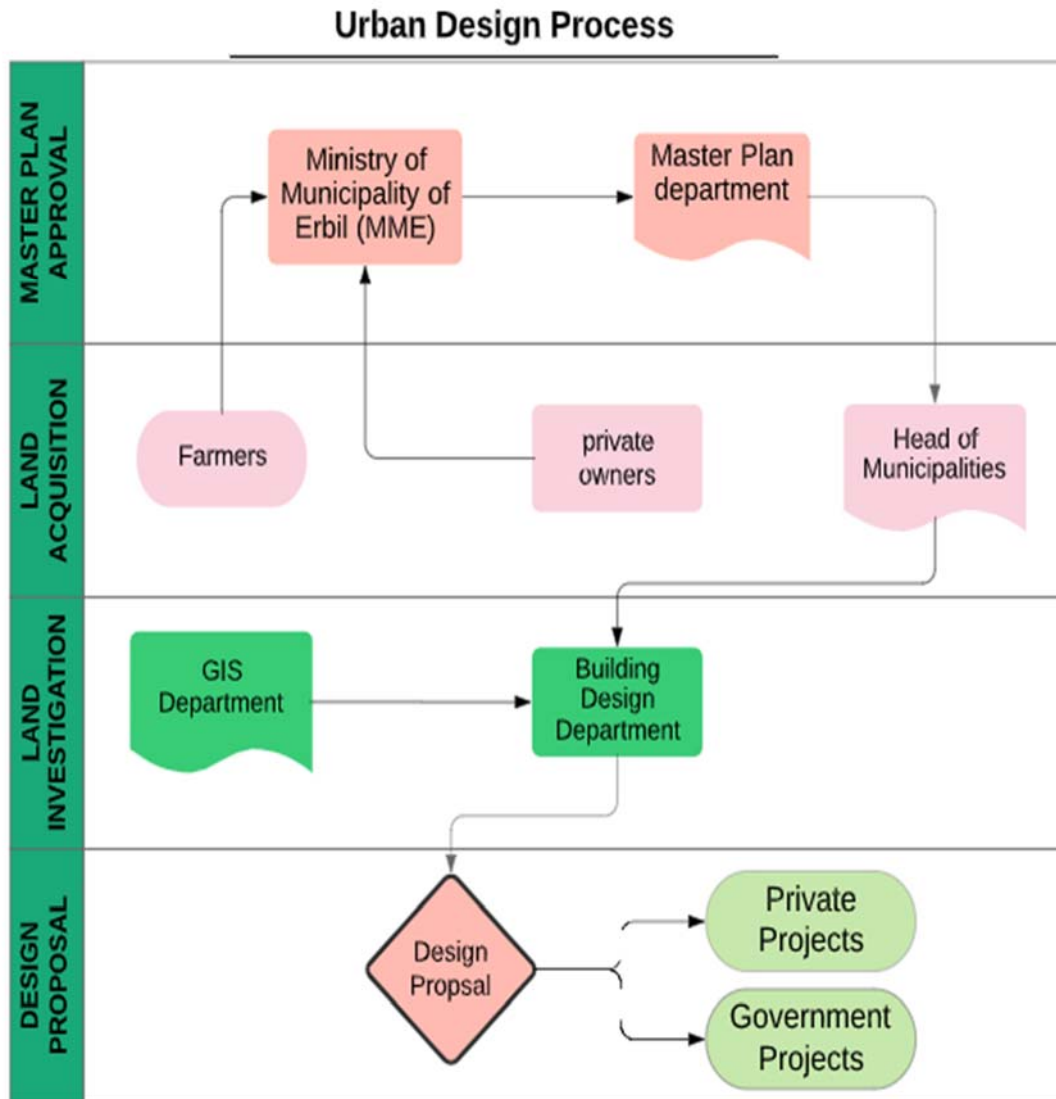 Urban Design Process
MASTER PLAN
APPROVAL
Ministry of
Municipality of
Erbil (MME)
Master Plan
department
LAND
ACQUISITION
Farmers
private
owners
Head of
Municipalities
LAND
INVESTIGATION
GIS
Department
Building
Design
Department
DESIGN
PROPOSAL
Design
Propsal
Private
Projects
Government
Projects